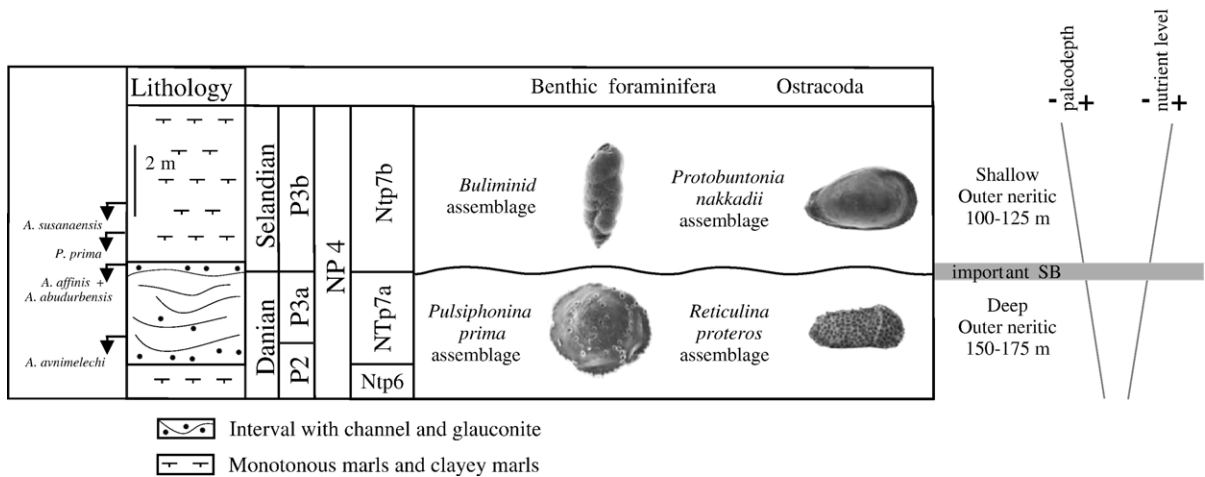 Lithology
Benthic foraminifera
Ostracoda
- paleodepth +
- nutrient level +
2 m
A. susanaensis
P. prima
A. affinis +
A. abudurbensis
A. avnimelechi
Selandian
Danian
P3b
P3a
P2
NP 4
Ntp7b
NTp7a
Ntp6
Buliminid
assemblage
Protobuntonia
nakkadii
assemblage
Shallow
Outer neritic
100-125 m
important SB
Pulsiphonina
prima
assemblage
Reticulina
proteros
assemblage
Deep
Outer neritic
150-175 m
Interval with channel and glauconite
Monotonous marls and clayey marls